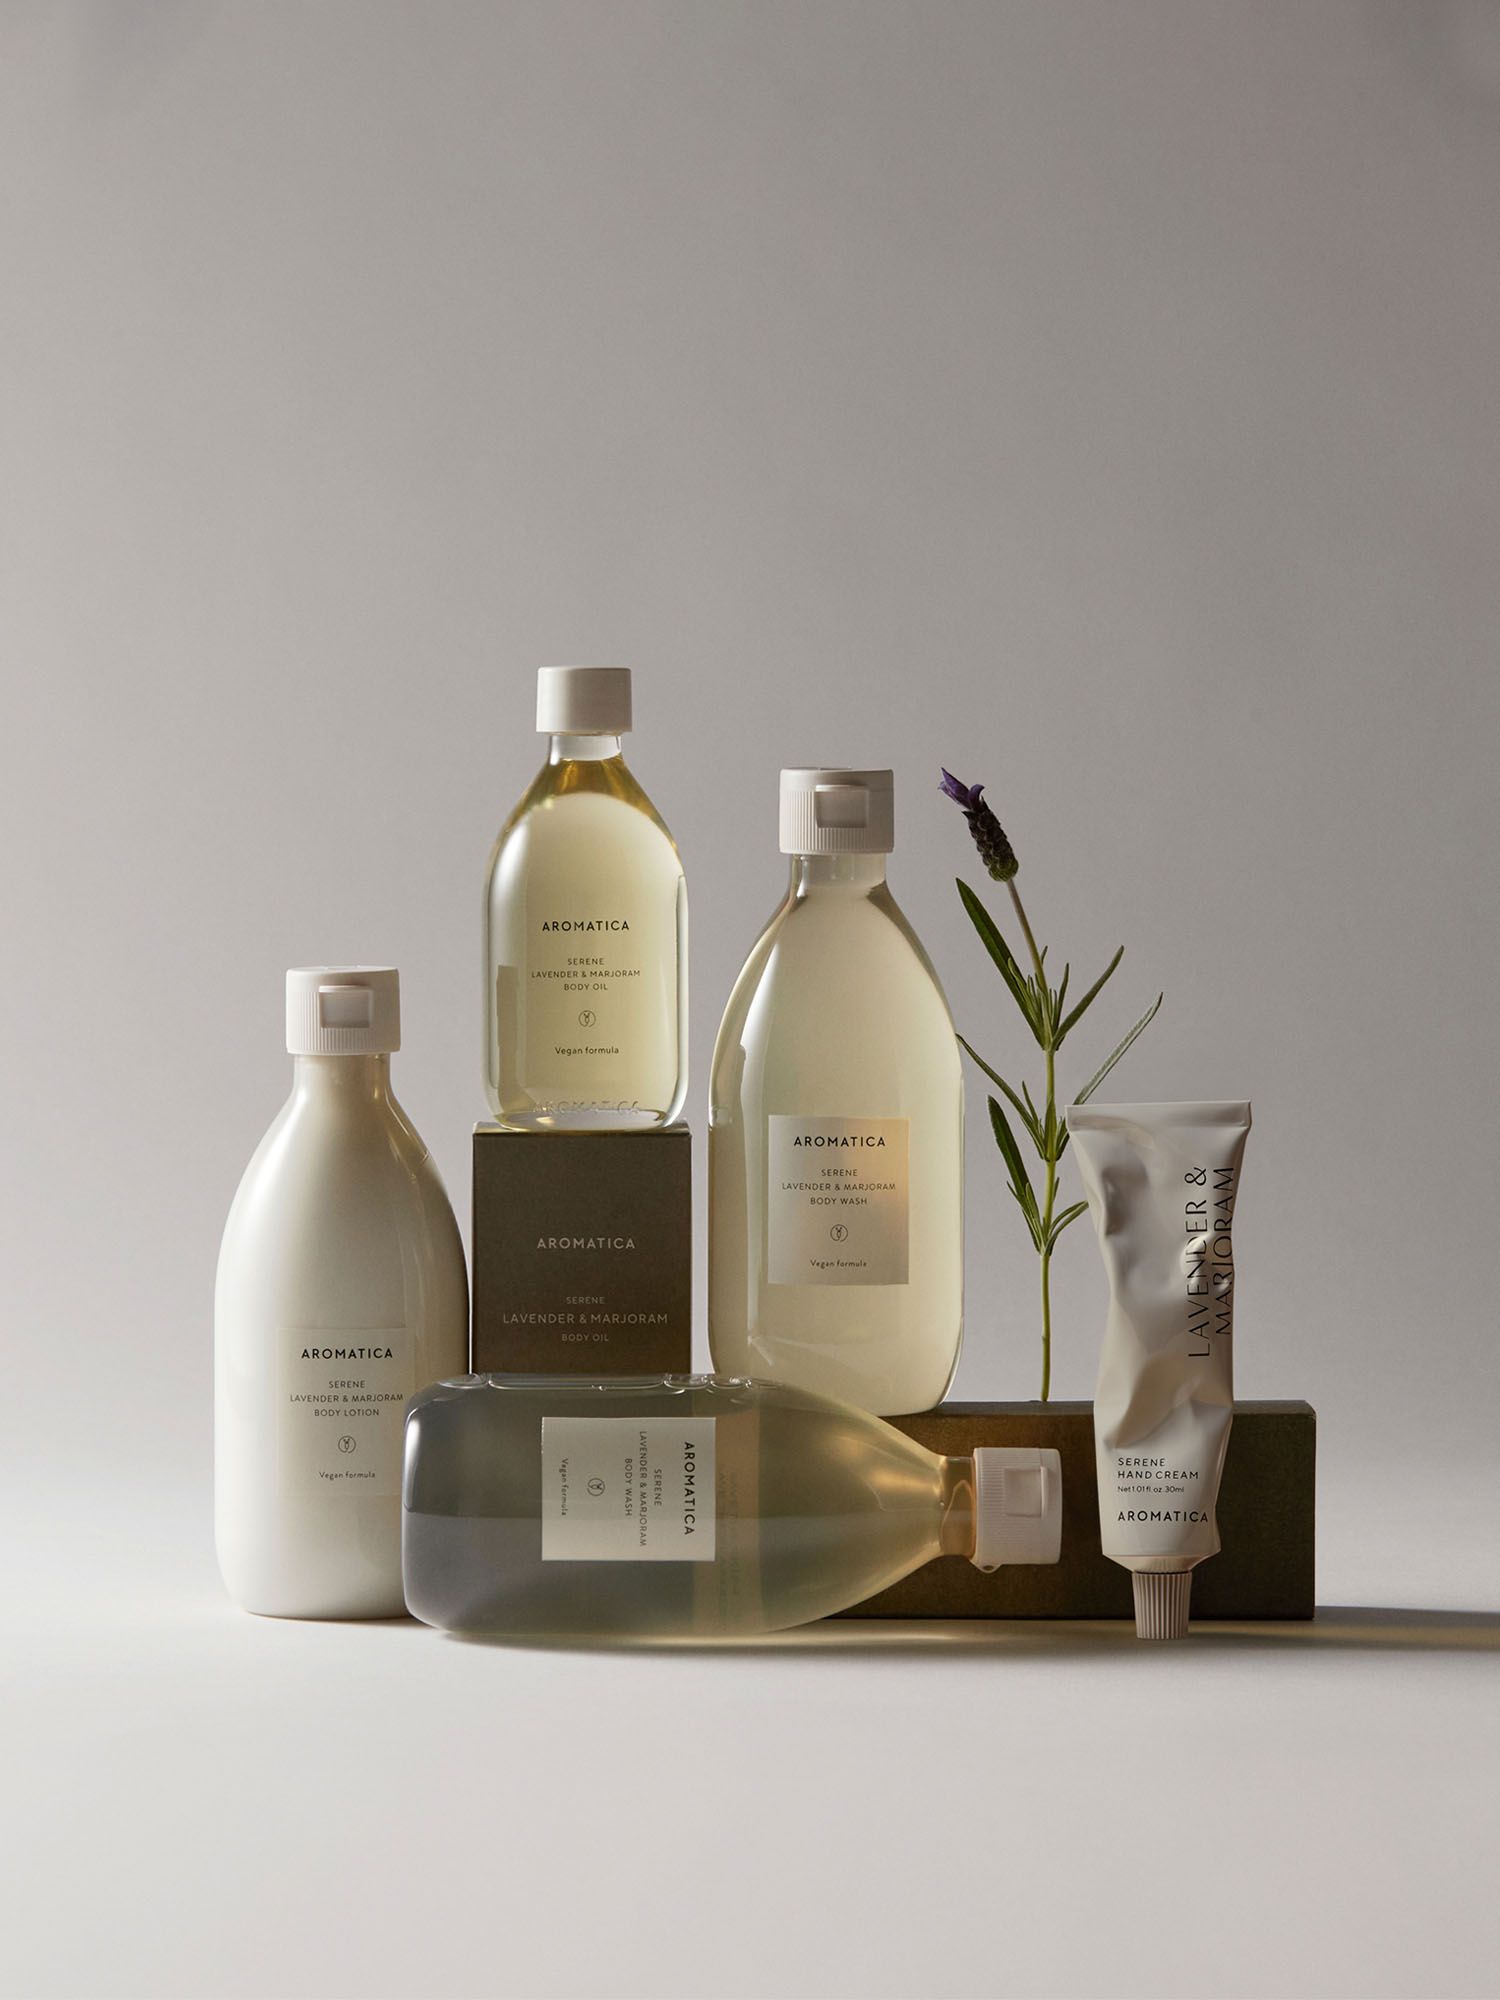 AROMATICA
SERENE
LAVENDER & MARJORAM
BODY OIL
Vegan formula
AROMATICA
AROMATICA
SERENE
LAVENDER & MARJORAM
BODY WASH
Vegan formula
AROMATICA
SERENE
LAVENDER & MARJORAM
BODY OIL
AROMATICA
SERENE
LAVENDER & MARJORAM
BODY LOTION
Vegan formula
AROMATICA
SERENE
LAVENDER & MARJORAM
BODY WASH
Vegan formula
LAVENDER &
MARJORAM
SERENE
HAND CREAM
Net 1.01 fl. oz. 30ml
AROMATICA